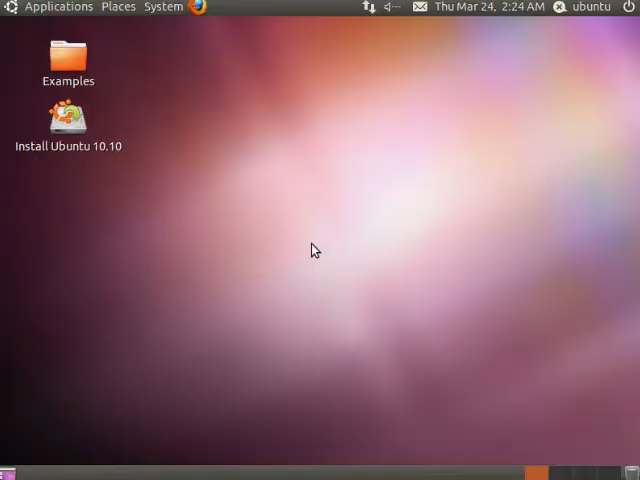 Applications Places System Thu Mar 24, 2:24 AM ubuntu
Examples
Install Ubuntu 10.10